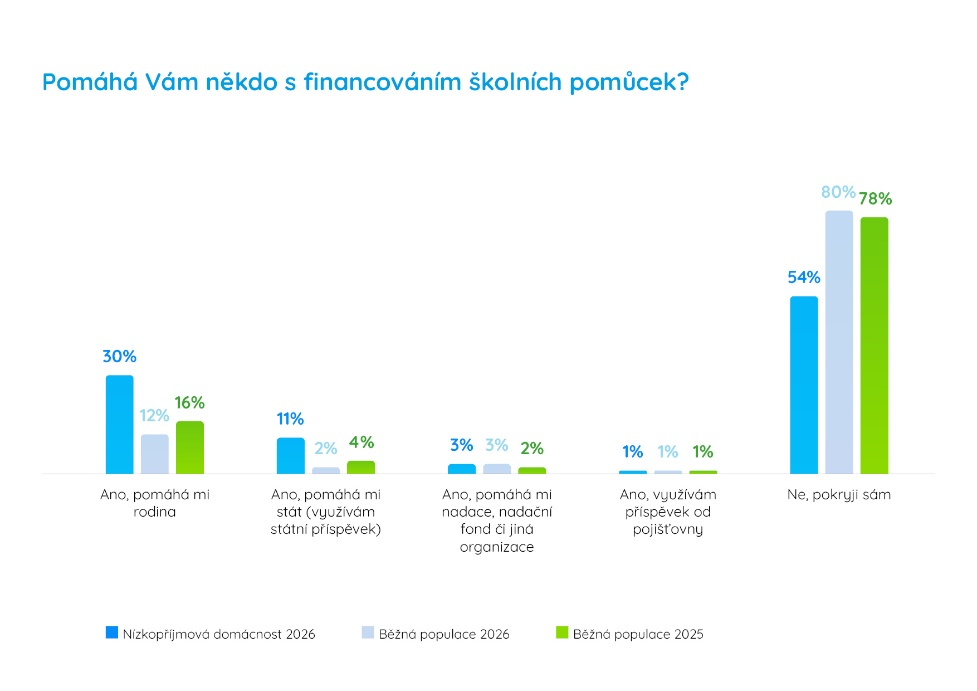 Pomáhá Vám někdo s financováním školních pomůcek?
80%
78%
54%
30%
12%
16%
11%
2%
4%
3%
3%
2%
1%
1%
1%
Ano, pomáhá mi
rodina
Ano, pomáhá mi
stát (využívám
státní příspěvek)
Ano, pomáhá mi
nadace, nadační
fond či jiná
organizace
Ano, využívám
příspěvek od
pojišťovny
Ne, pokryji sám
Nízkopříjmová domácnost 2026
Běžná populace 2026
Běžná populace 2025